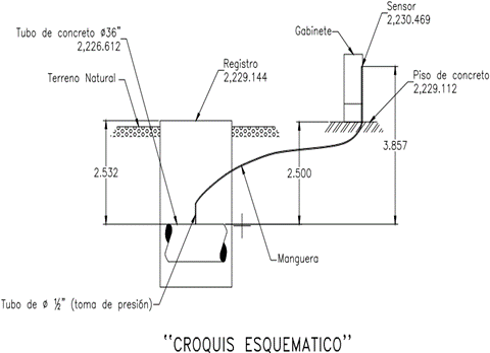 Sensor
2,230.469
Tubo de concreto ø36"
2,226.612
Gabinete
Registro
2,229.144
Terreno Natural
Piso de concreto
2,229.112
2.532
2.500
3.857
Manguera
Tubo de ø ½" (toma de presión)
"CROQUIS ESQUEMATICO"